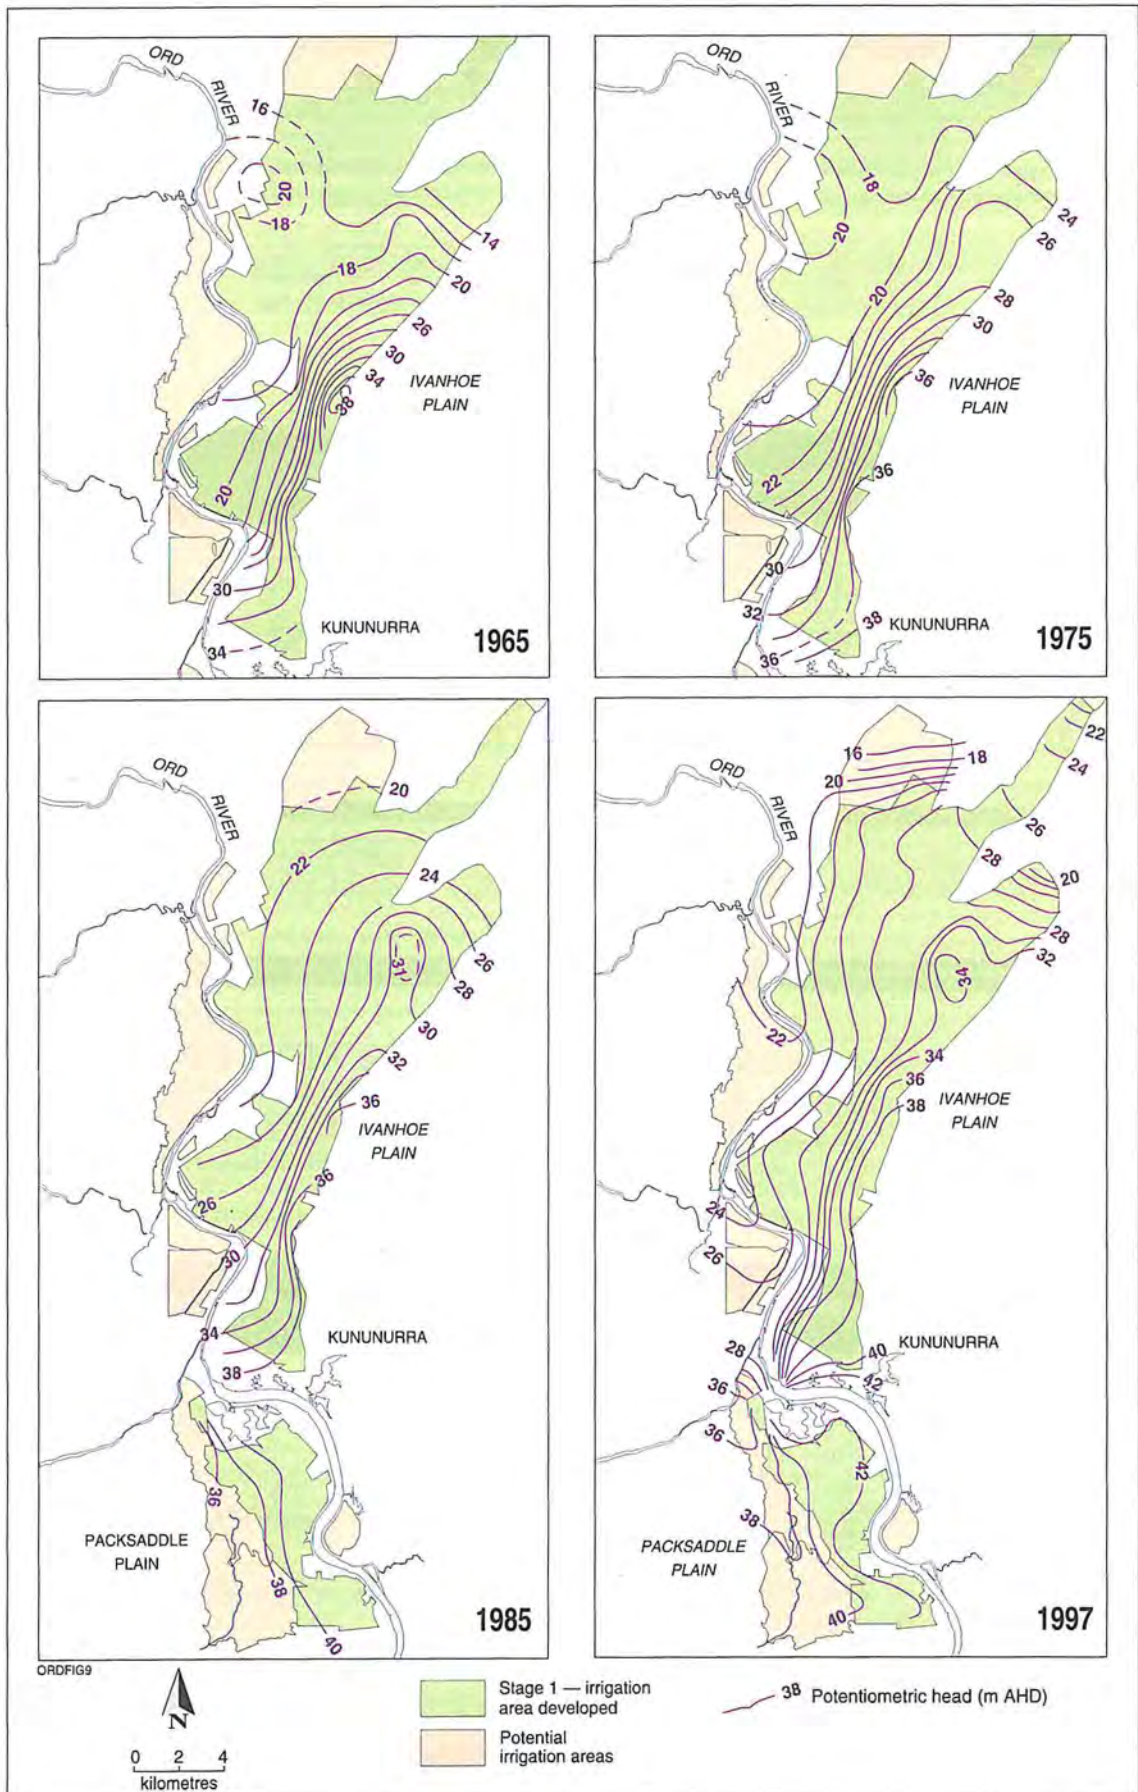 ORD
RIVER
16
20
18
18
14
20
26
30
34
38
IVANHOE
PLAIN
20
30
KUNUNURRA
34
1965
ORD
RIVER
18
20
24
26
20
28
30
36
IVANHOE
PLAIN
22
36
30
32
KUNUNURRA
38
36
1975
ORD
RIVER
20
22
24
31
26
28
30
32
36
IVANHOE
PLAIN
36
26
30
34
KUNUNURRA
38
36
PACKSADDLE
PLAIN
38
40
1985
ORD
RIVER
22
16
18
24
20
26
28
20
28
32
34
22
34
36
38
IVANHOE
PLAIN
24
26
KUNUNURRA
28
40
42
36
36
42
38
PACKSADDLE
PLAIN
40
1997
ORDFIG9
N
0 2 4
kilometres
Stage 1 — irrigation
area developed
Potential
irrigation areas
38 Potentiometric head (m AHD)